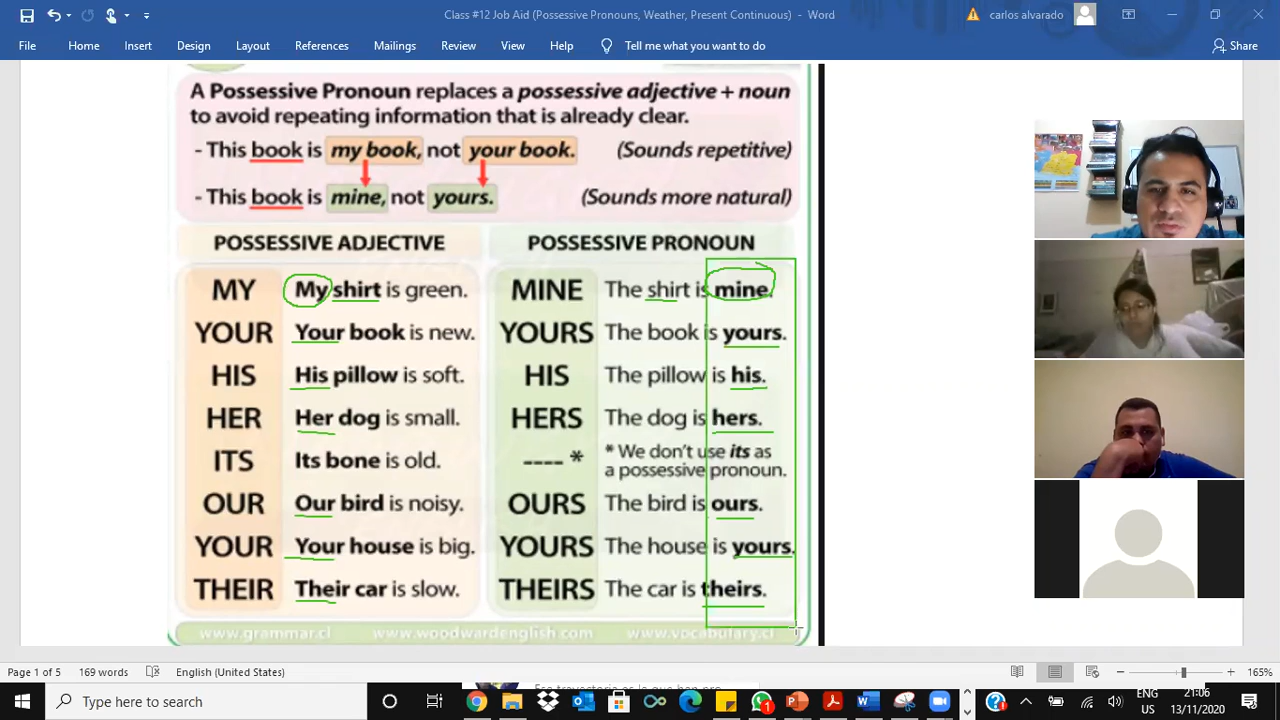 Class #12 Job Aid (Possessive Pronouns, Weather, Present Continuous) - Word
carlos alvarado
File Home Insert Design Layout References Mailings Review View Help Tell me what you want to do Share
A Possessive Pronoun replaces a possessive adjective + noun
to avoid repeating information that is already clear.
- This book is my book, not your book. (Sounds repetitive)
- This book is mine, not yours. (Sounds more natural)
POSSESSIVE ADJECTIVE POSSESSIVE PRONOUN
MY My shirt is green. MINE The shirt is mine.
YOUR Your book is new. YOURS The book is yours.
HIS His pillow is soft. HIS The pillow is his.
HER Her dog is small. HERS The dog is hers.
ITS Its bone is old. ---- * * We don't use its as
a possessive pronoun.
OUR Our bird is noisy. OURS The bird is ours.
YOUR Your house is big. YOURS The house is yours.
THEIR Their car is slow. THEIRS The car is theirs.
www.grammar.cl www.woodwardenglish.com www.vocabulary.cl
Page 1 of 5 169 words English (United States) 165%
Type here to search
ENG 21:06
13/11/2020